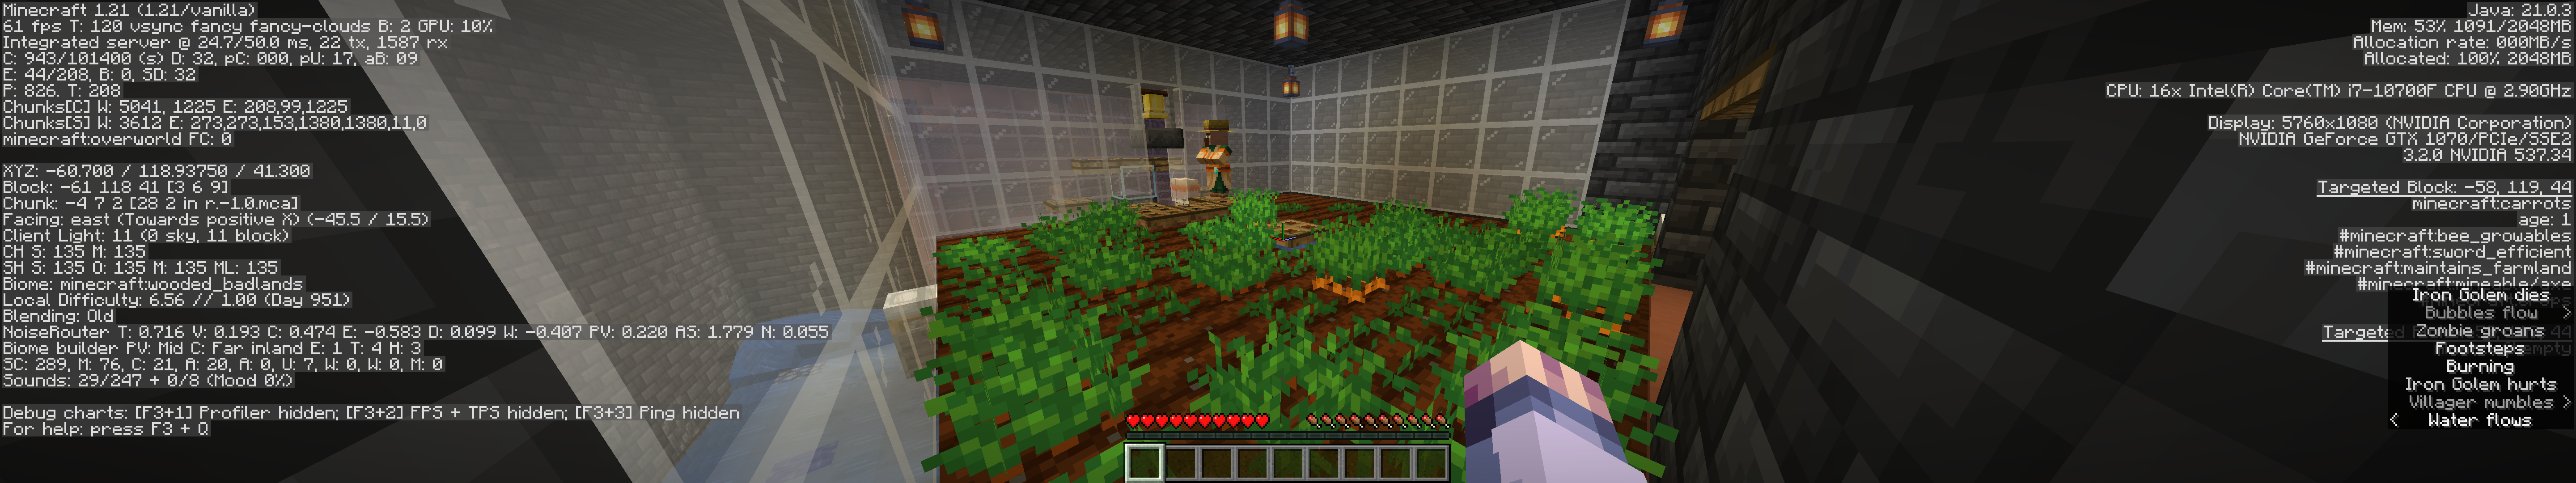 Minecraft 1.21 (1.21/vanilla)
61 fps T: 120 vsync fancy fancy-clouds B: 2 GPU: 10%
Integrated server @ 24.7/50.0 ms, 22 tx, 1587 rx
C: 943/101400 (s) D: 32, pC: 000, pU: 17, aB: 09
E: 44/208, B: 0, SD: 32
P: 826. T: 208
Chunks[C] W: 5041, 1225 E: 208,99,1225
Chunks[S] W: 3612 E: 273,273,153,1380,1380,11,0
minecraft:overworld FC: 0
XYZ: -60.700 / 118.93750 / 41.300
Block: -61 118 41 [3 6 9]
Chunk: -4 7 2 [28 2 in r.-1.0.mca]
Facing: east (Towards positive X) (-45.5 / 15.5)
Client Light: 11 (0 sky, 11 block)
CH S: 135 M: 135
SH S: 135 O: 135 M: 135 ML: 135
Biome: minecraft:wooded_badlands
Local Difficulty: 6.56 // 1.00 (Day 951)
Blending: Old
NoiseRouter T: 0.716 V: 0.193 C: 0.474 E: -0.583 D: 0.099 W: -0.407 PV: 0.220 AS: 1.779 N: 0.055
Biome builder PV: Mid C: Far inland E: 1 T: 4 H: 3
SC: 289, M: 76, C: 21, A: 20, A: 0, U: 7, W: 0, W: 0, M: 0
Sounds: 29/247 + 0/8 (Mood 0%)
Debug charts: [F3+1] Profiler hidden; [F3+2] FPS + TPS hidden; [F3+3] Ping hidden
For help: press F3 + Q
Java: 21.0.3
Mem: 53% 1091/2048MB
Allocation rate: 000MB/s
Allocated: 100% 2048MB
CPU: 16x Intel(R) Core(TM) i7-10700F CPU @ 2.90GHz
Display: 5760x1080 (NVIDIA Corporation)
NVIDIA GeForce GTX 1070/PCIe/SSE2
3.2.0 NVIDIA 537.34
Targeted Block: -58, 119, 44
minecraft:carrots
age: 1
#minecraft:bee_growables
#minecraft:sword_efficient
#minecraft:maintains_farmland
#minecraft:mineable/axe
Iron Golem dies
Bubbles flow >
Zombie groans
Footsteps
Burning
Iron Golem hurts
Villager mumbles >
< Water flows